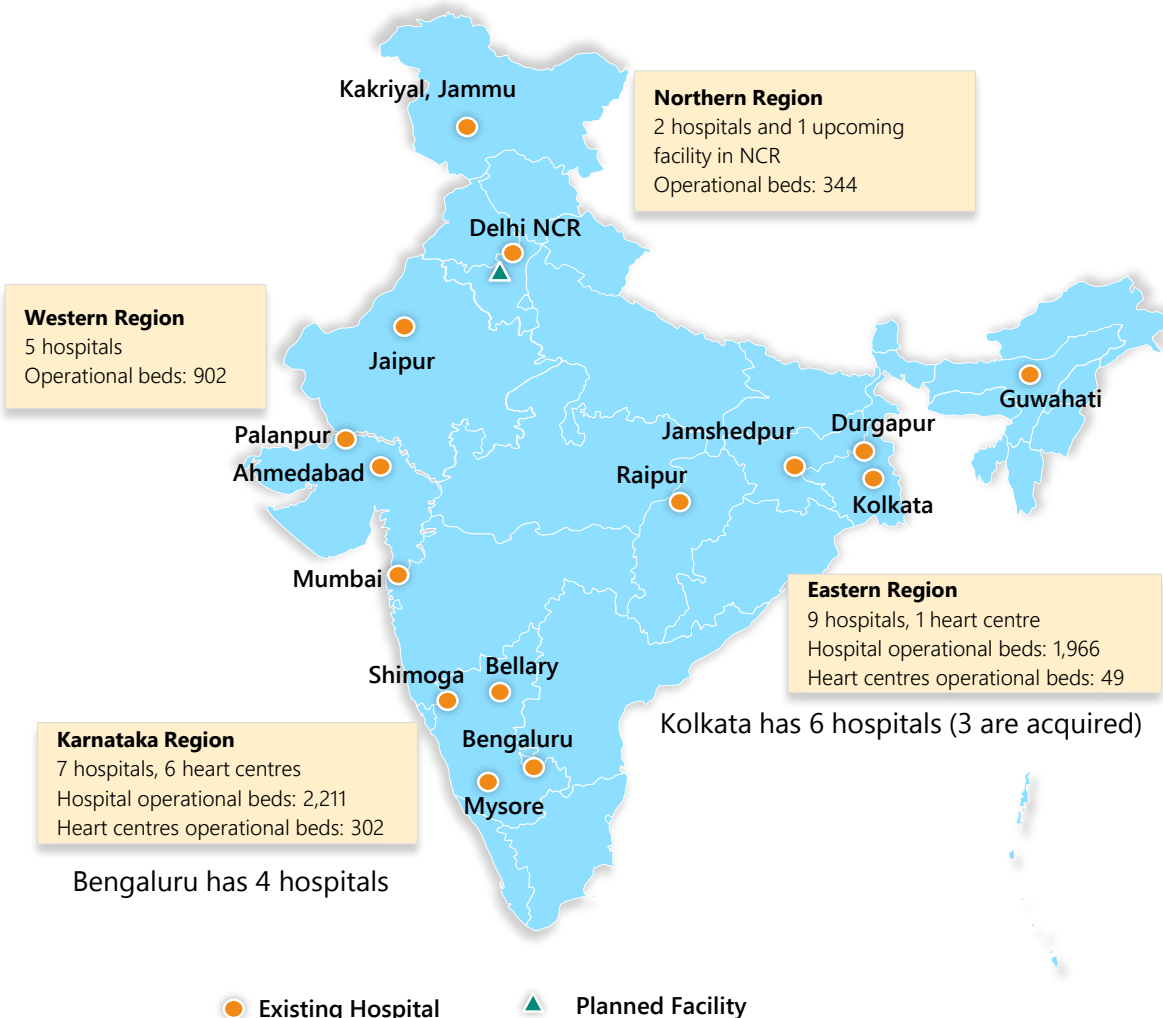 Kakriyal, Jammu
Northern Region
2 hospitals and 1 upcoming
facility in NCR
Operational beds: 344
Delhi NCR
Western Region
5 hospitals
Operational beds: 902
Jaipur
Guwahati
Palanpur
Ahmedabad
Jamshedpur
Durgapur
Raipur
Kolkata
Mumbai
Eastern Region
9 hospitals, 1 heart centre
Hospital operational beds: 1,966
Heart centres operational beds: 49
Kolkata has 6 hospitals (3 are acquired)
Shimoga
Bellary
Bengaluru
Mysore
Karnataka Region
7 hospitals, 6 heart centres
Hospital operational beds: 2,211
Heart centres operational beds: 302
Bengaluru has 4 hospitals
Existing Hospital
Planned Facility